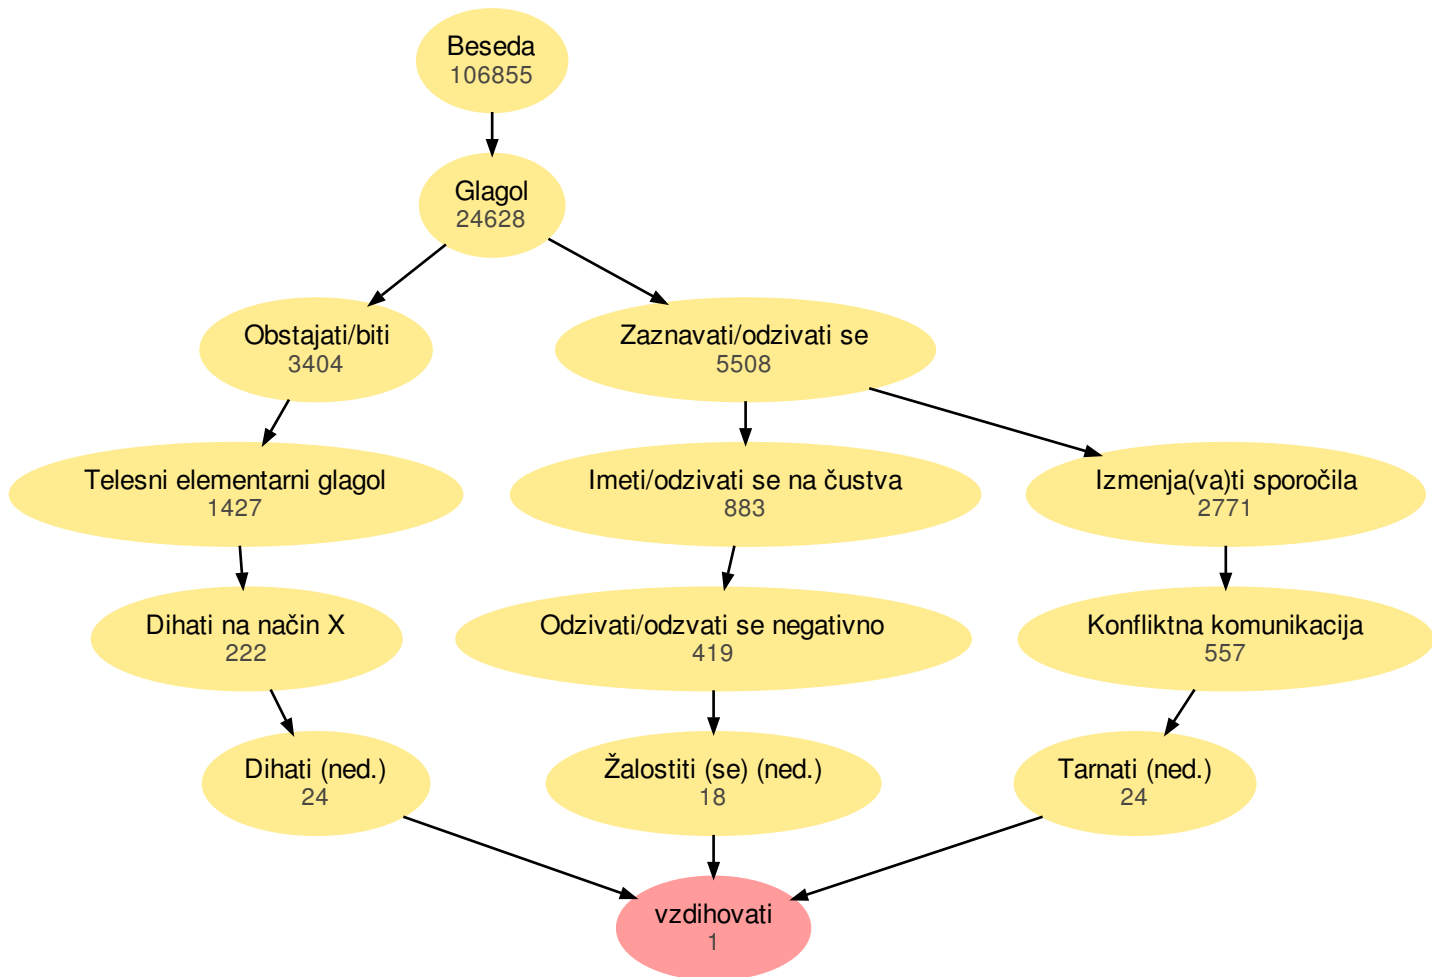 Beseda
106855
Glagol
24628
Obstajati/biti
3404
Zaznavati/odzivati se
5508
Telesni elementarni glagol
1427
Imeti/odzivati se na čustva
883
Izmenja(va)ti sporočila
2771
Dihati na način X
222
Odzivati/odzvati se negativno
419
Konfliktna komunikacija
557
Dihati (ned.)
24
Žalostiti (se) (ned.)
18
Tarnati (ned.)
24
vzdihovati
1